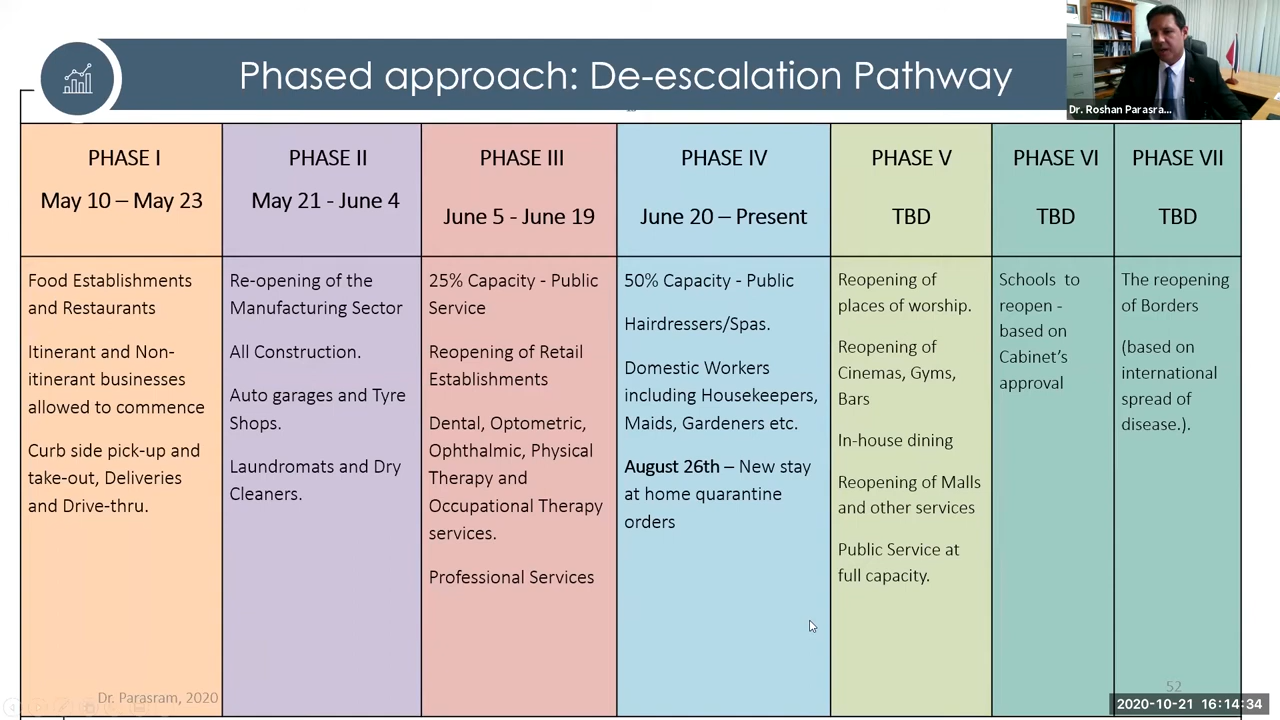 Phased approach: De-escalation Pathway
Dr. Roshan Parasra...
PHASE I
May 10 – May 23
PHASE II
May 21 - June 4
PHASE III
June 5 - June 19
PHASE IV
June 20 – Present
PHASE V
TBD
PHASE VI
TBD
PHASE VII
TBD
Food Establishments
and Restaurants
Itinerant and Non-
itinerant businesses
allowed to commence
Curb side pick-up and
take-out, Deliveries
and Drive-thru.
Re-opening of the
Manufacturing Sector
All Construction.
Auto garages and Tyre
Shops.
Laundromats and Dry
Cleaners.
25% Capacity - Public
Service
Reopening of Retail
Establishments
Dental, Optometric,
Ophthalmic, Physical
Therapy and
Occupational Therapy
services.
Professional Services
50% Capacity - Public
Hairdressers/Spas.
Domestic Workers
including Housekeepers,
Maids, Gardeners etc.
August 26th – New stay
at home quarantine
orders
Reopening of
places of worship.
Reopening of
Cinemas, Gyms,
Bars
In-house dining
Reopening of Malls
and other services
Public Service at
full capacity.
Schools to
reopen -
based on
Cabinet's
approval
The reopening
of Borders
(based on
international
spread of
disease.).
Dr. Parasram, 2020
52
2020-10-21 16:14:34